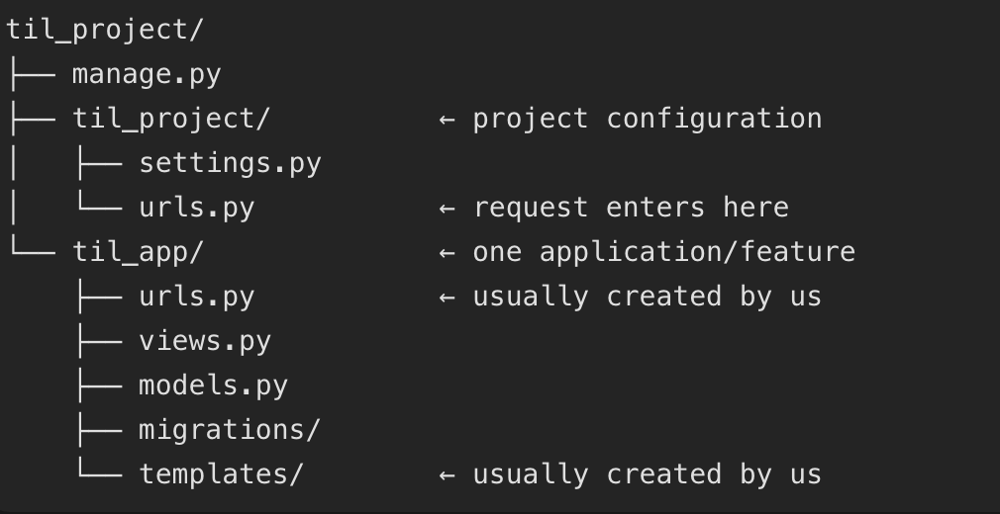 til_project/
├── manage.py
├── til_project/          ← project configuration
│   ├── settings.py
│   └── urls.py           ← request enters here
└── til_app/              ← one application/feature
    ├── urls.py           ← usually created by us
    ├── views.py
    ├── models.py
    ├── migrations/
    └── templates/        ← usually created by us